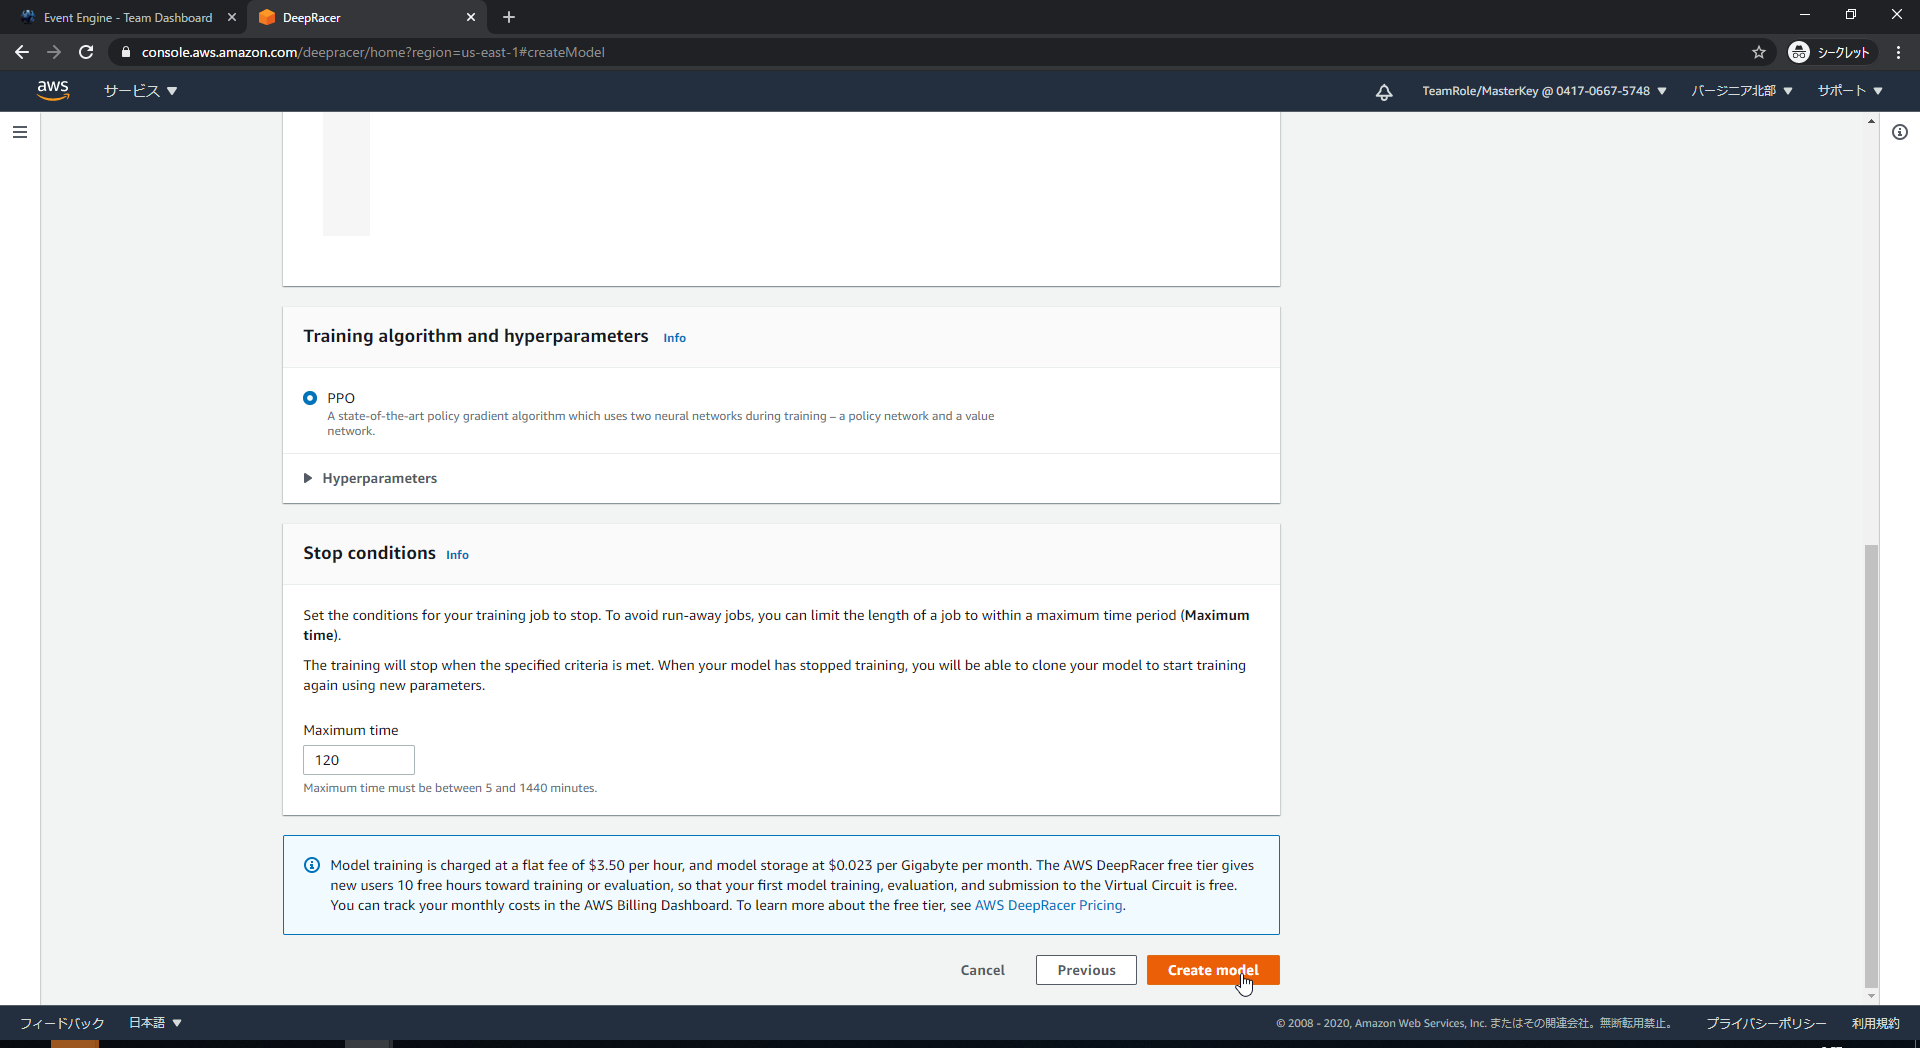 Event Engine - Team Dashboard
DeepRacer
console.aws.amazon.com/deepracer/home?region=us-east-1#createModel
シークレット
aws
サービス
TeamRole/MasterKey @ 0417-0667-5748
バージニア北部
サポート
Training algorithm and hyperparameters Info
PPO
A state-of-the-art policy gradient algorithm which uses two neural networks during training – a policy network and a value
network.
Hyperparameters
Stop conditions Info
Set the conditions for your training job to stop. To avoid run-away jobs, you can limit the length of a job to within a maximum time period (Maximum
time).
The training will stop when the specified criteria is met. When your model has stopped training, you will be able to clone your model to start training
again using new parameters.
Maximum time
120
Maximum time must be between 5 and 1440 minutes.
Model training is charged at a flat fee of $3.50 per hour, and model storage at $0.023 per Gigabyte per month. The AWS DeepRacer free tier gives
new users 10 free hours toward training or evaluation, so that your first model training, evaluation, and submission to the Virtual Circuit is free.
You can track your monthly costs in the AWS Billing Dashboard. To learn more about the free tier, see AWS DeepRacer Pricing.
Cancel
Previous
Create model
フィードバック
日本語
© 2008 - 2020, Amazon Web Services, Inc. またはその関連会社。無断転用禁止。
プライバシーポリシー
利用規約